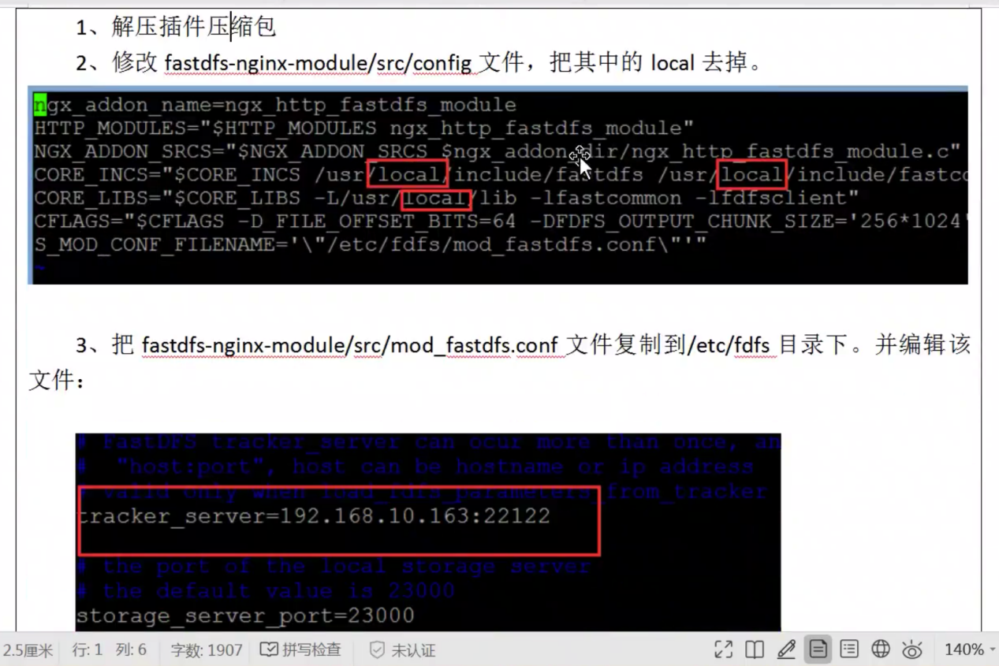 1、解压插件压缩包
2、修改 fastdfs-nginx-module/src/config 文件，把其中的 local 去掉。
ngx_addon_name=ngx_http_fastdfs_module
HTTP_MODULES="$HTTP_MODULES ngx_http_fastdfs_module"
NGX_ADDON_SRCS="$NGX_ADDON_SRCS $ngx_addon_dir/ngx_http_fastdfs_module.c"
CORE_INCS="$CORE_INCS /usr/local/include/fastdfs /usr/local/include/fastco
CORE_LIBS="$CORE_LIBS -L/usr/local/lib -lfastcommon -lfdfsclient"
CFLAGS="$CFLAGS -D_FILE_OFFSET_BITS=64 -DFDFS_OUTPUT_CHUNK_SIZE='256*1024'
S_MOD_CONF_FILENAME='\"/etc/fdfs/mod_fastdfs.conf\"'"
~
3、把 fastdfs-nginx-module/src/mod_fastdfs.conf 文件复制到/etc/fdfs 目录下。并编辑该
文件：
# FastDFS tracker_server can ocur more than once, an
# "host:port", host can be hostname or ip address
# valid only when load_fdfs_parameters_from_tracker
tracker_server=192.168.10.163:22122
# the port of the local storage server
# the default value is 23000
storage_server_port=23000
2.5厘米 行: 1 列: 6 字数: 1907 拼写检查 未认证 140%